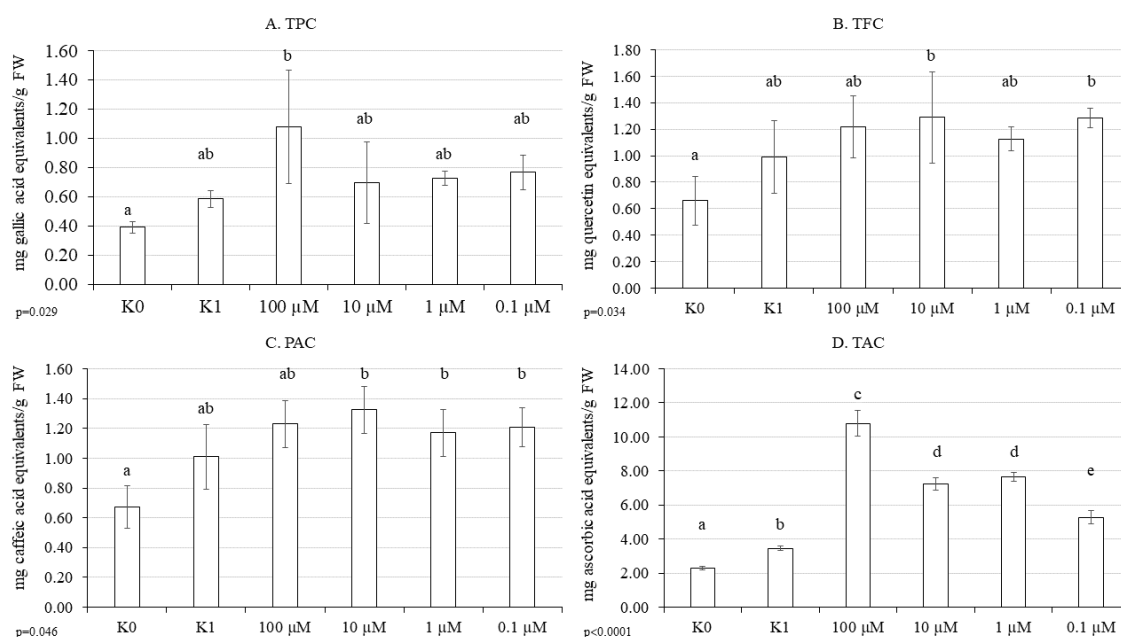 A. TPC
mg gallic acid equivalents/g FW
1.60
1.40
1.20
1.00
0.80
0.60
0.40
0.20
0.00
a
ab
b
ab
ab
ab
K0 K1 100 µM 10 µM 1 µM 0.1 µM
p=0.029
B. TFC
mg quercetin equivalents/g FW
1.80
1.60
1.40
1.20
1.00
0.80
0.60
0.40
0.20
0.00
a
ab
ab
b
ab
b
K0 K1 100 µM 10 µM 1 µM 0.1 µM
p=0.034
C. PAC
mg caffeic acid equivalents/g FW
1.60
1.40
1.20
1.00
0.80
0.60
0.40
0.20
0.00
a
ab
ab
b
b
b
K0 K1 100 µM 10 µM 1 µM 0.1 µM
p=0.046
D. TAC
mg ascorbic acid equivalents/g FW
14.00
12.00
10.00
8.00
6.00
4.00
2.00
0.00
a
b
c
d
d
e
K0 K1 100 µM 10 µM 1 µM 0.1 µM
p<0.0001